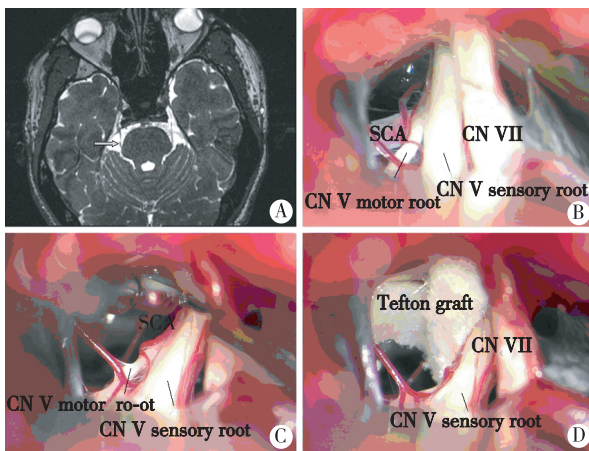 A
SCA
CN VII
CN V motor root
CN V sensory root
B
SCA
CN V motor ro-ot
CN V sensory root
C
Tefton graft
CN VII
CN V sensory root
D